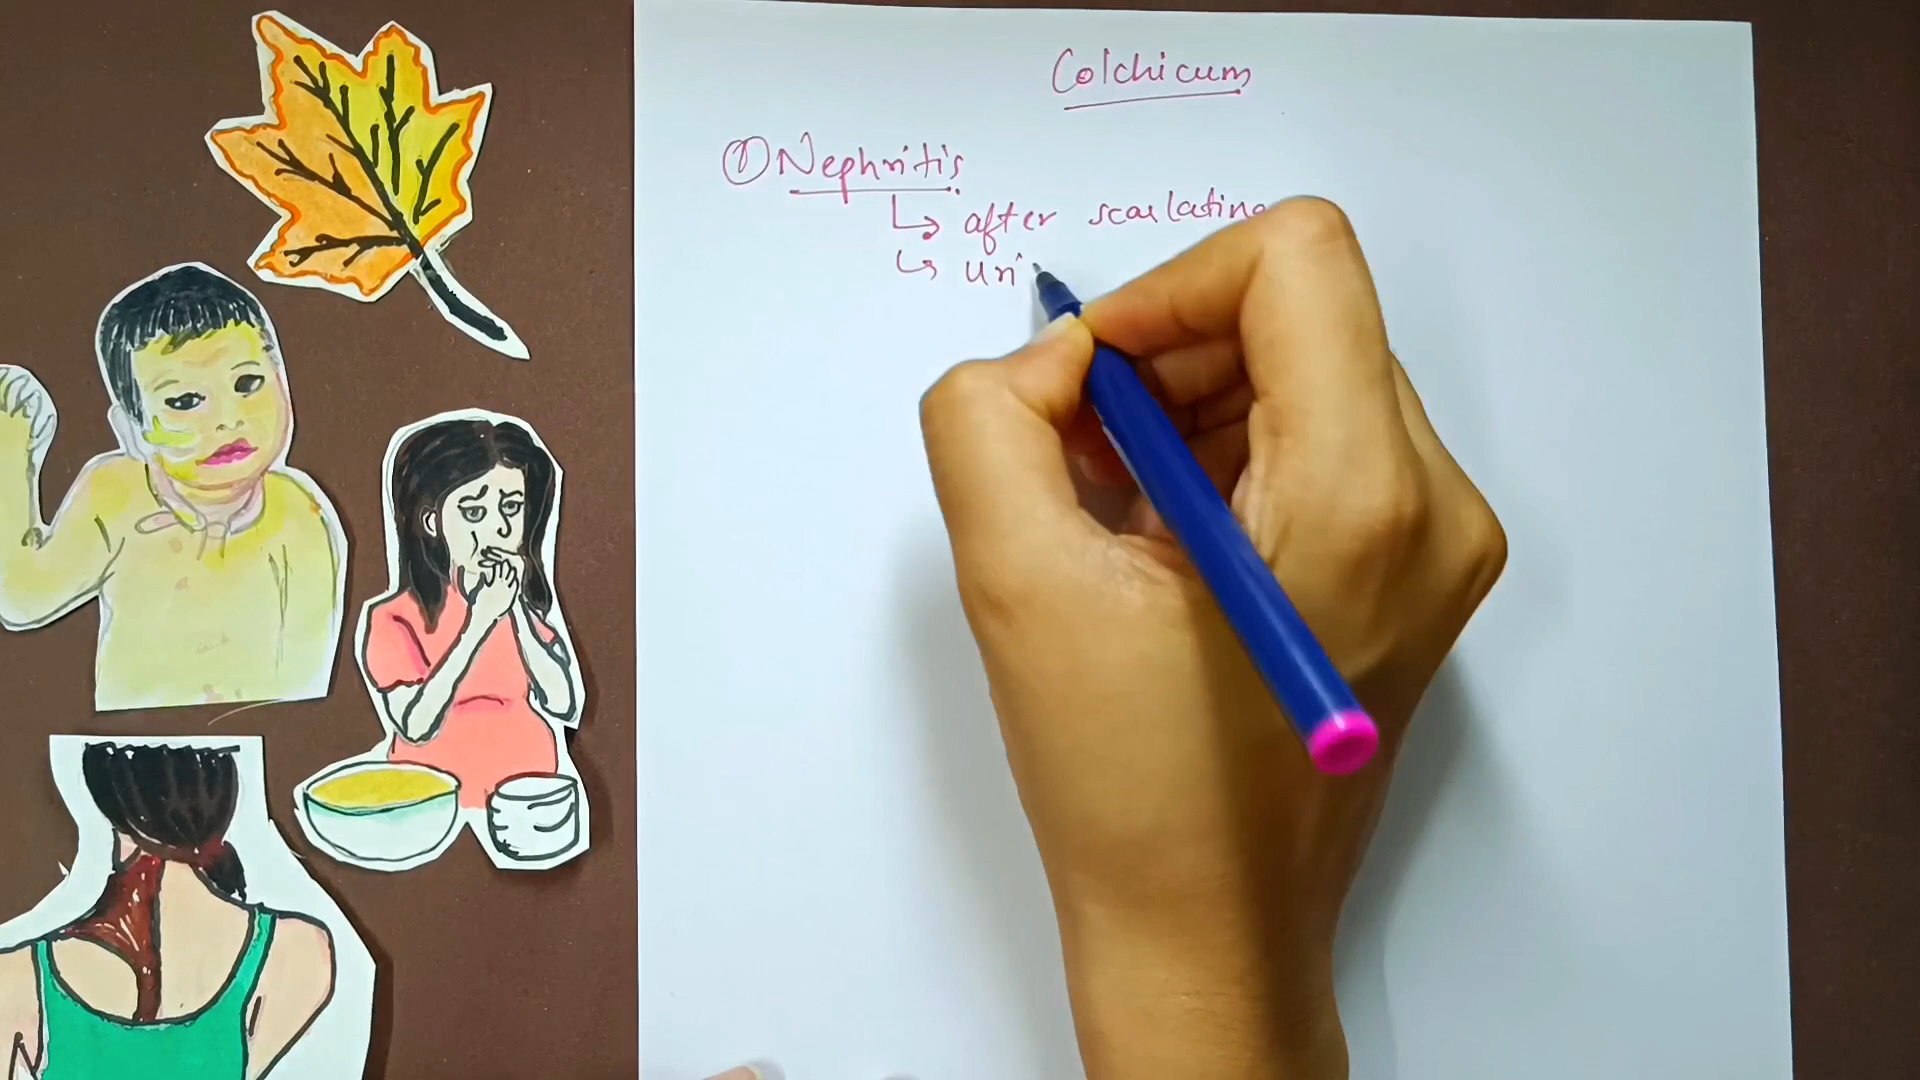 Colchicum
① Nephritis
↳ after scarlatina
↳ uri